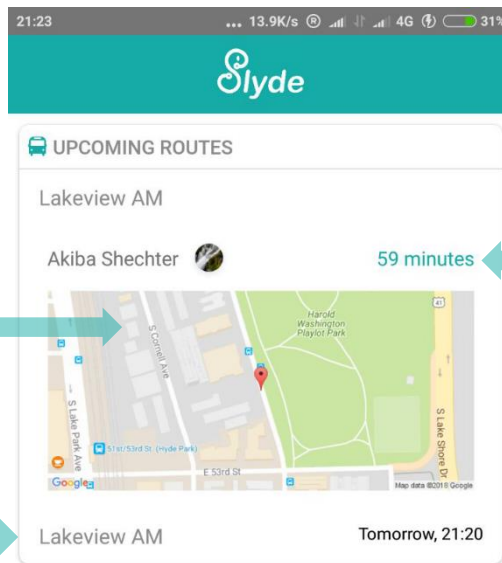 21:23 ... 13.9K/s ® 4G 31%
Slyde
UPCOMING ROUTES
Lakeview AM
Akiba Shechter 59 minutes
Harold
Washington
Playlot Park
41
S Cornell Ave
S Lake Park Ave
S Lake Shore Dr
51st/53rd St. (Hyde Park)
E 53rd St
Google
Map data ©2018 Google
Lakeview AM Tomorrow, 21:20